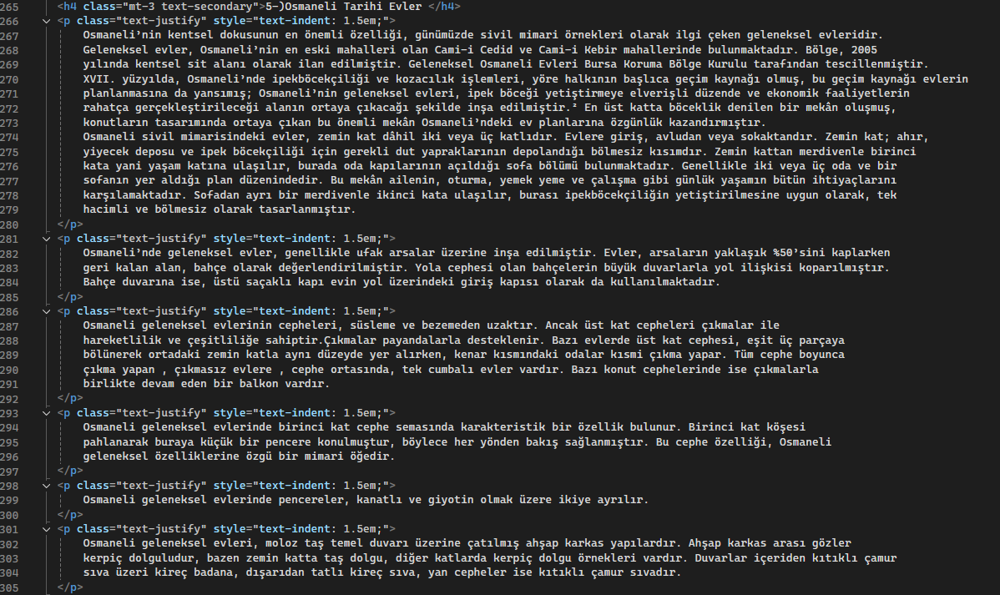 265 <h4 class="mt-3 text-secondary">5-)Osmaneli Tarihi Evler </h4>
266 <p class="text-justify" style="text-indent: 1.5em;">
267 Osmaneli’nin kentsel dokusunun en önemli özelliği, günümüzde sivil mimari örnekleri olarak ilgi çeken geleneksel evleridir.
268 Geleneksel evler, Osmaneli’nin en eski mahalleri olan Cami-i Cedid ve Cami-i Kebir mahallerinde bulunmaktadır. Bölge, 2005
269 yılında kentsel sit alanı olarak ilan edilmiştir. Geleneksel Osmaneli Evleri Bursa Koruma Bölge Kurulu tarafından tescillenmiştir.
270 XVII. yüzyılda, Osmaneli’nde ipekböcekçiliği ve kozacılık işlemleri, yöre halkının başlıca geçim kaynağı olmuş, bu geçim kaynağı evlerin
271 planlanmasına da yansımış; Osmaneli’nin geleneksel evleri, ipek böceği yetiştirmeye elverişli düzende ve ekonomik faaliyetlerin
272 rahatça gerçekleştirileceği alanın ortaya çıkacağı şekilde inşa edilmiştir.² En üst katta böceklik denilen bir mekân oluşmuş,
273 konutların tasarımında ortaya çıkan bu önemli mekân Osmaneli’ndeki ev planlarına özgünlük kazandırmıştır.
274 Osmaneli sivil mimarisindeki evler, zemin kat dâhil iki veya üç katlıdır. Evlere giriş, avludan veya sokaktandır. Zemin kat; ahır,
275 yiyecek deposu ve ipek böcekçiliği için gerekli dut yapraklarının depolandığı bölmesiz kısımdır. Zemin kattan merdivenle birinci
276 kata yani yaşam katına ulaşılır, burada oda kapılarının açıldığı sofa bölümü bulunmaktadır. Genellikle iki veya üç oda ve bir
277 sofanın yer aldığı plan düzenindedir. Bu mekân ailenin, oturma, yemek yeme ve çalışma gibi günlük yaşamın bütün ihtiyaçlarını
278 karşılamaktadır. Sofadan ayrı bir merdivenle ikinci kata ulaşılır, burası ipekböcekçiliğin yetiştirilmesine uygun olarak, tek
279 hacimli ve bölmesiz olarak tasarlanmıştır.
280 </p>
281 <p class="text-justify" style="text-indent: 1.5em;">
282 Osmaneli’nde geleneksel evler, genellikle ufak arsalar üzerine inşa edilmiştir. Evler, arsaların yaklaşık %50’sini kaplarken
283 geri kalan alan, bahçe olarak değerlendirilmiştir. Yola cephesi olan bahçelerin büyük duvarlarla yol ilişkisi koparılmıştır.
284 Bahçe duvarına ise, üstü saçaklı kapı evin yol üzerindeki giriş kapısı olarak da kullanılmaktadır.
285 </p>
286 <p class="text-justify" style="text-indent: 1.5em;">
287 Osmaneli geleneksel evlerinin cepheleri, süsleme ve bezemeden uzaktır. Ancak üst kat cepheleri çıkmalar ile
288 hareketlilik ve çeşitliliğe sahiptir.Çıkmalar payandalarla desteklenir. Bazı evlerde üst kat cephesi, eşit üç parçaya
289 bölünerek ortadaki zemin katla aynı düzeyde yer alırken, kenar kısmındaki odalar kısmi çıkma yapar. Tüm cephe boyunca
290 çıkma yapan , çıkmasız evlere , cephe ortasında, tek cumbalı evler vardır. Bazı konut cephelerinde ise çıkmalarla
291 birlikte devam eden bir balkon vardır.
292 </p>
293 <p class="text-justify" style="text-indent: 1.5em;">
294 Osmaneli geleneksel evlerinde birinci kat cephe semasında karakteristik bir özellik bulunur. Birinci kat köşesi
295 pahlanarak buraya küçük bir pencere konulmuştur, böylece her yönden bakış sağlanmıştır. Bu cephe özelliği, Osmaneli
296 geleneksel özelliklerine özgü bir mimari öğedir.
297 </p>
298 <p class="text-justify" style="text-indent: 1.5em;">
299 Osmaneli geleneksel evlerinde pencereler, kanatlı ve giyotin olmak üzere ikiye ayrılır.
300 </p>
301 <p class="text-justify" style="text-indent: 1.5em;">
302 Osmaneli geleneksel evleri, moloz taş temel duvarı üzerine çatılmış ahşap karkas yapılardır. Ahşap karkas arası gözler
303 kerpiç dolguludur, bazen zemin katta taş dolgu, diğer katlarda kerpiç dolgu örnekleri vardır. Duvarlar içeriden kıtıklı çamur
304 sıva üzeri kireç badana, dışarıdan tatlı kireç sıva, yan cepheler ise kıtıklı çamur sıvadır.
305 </p>